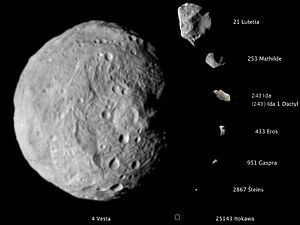 21 Lutetia
253 Mathilde
243 Ida
(243) Ida 1 Dactyl
433 Eros
951 Gaspra
2867 Šteins
4 Vesta
25143 Itokawa